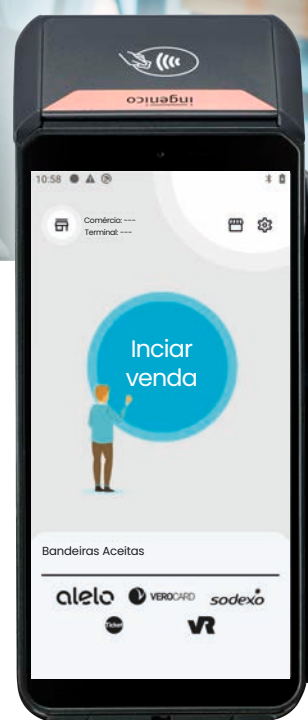 ingenico
10:58
Comércio: ---
Terminal: ---
Inciar
venda
Bandeiras Aceitas
alelo VEROCARD sodexo
Ticket VR